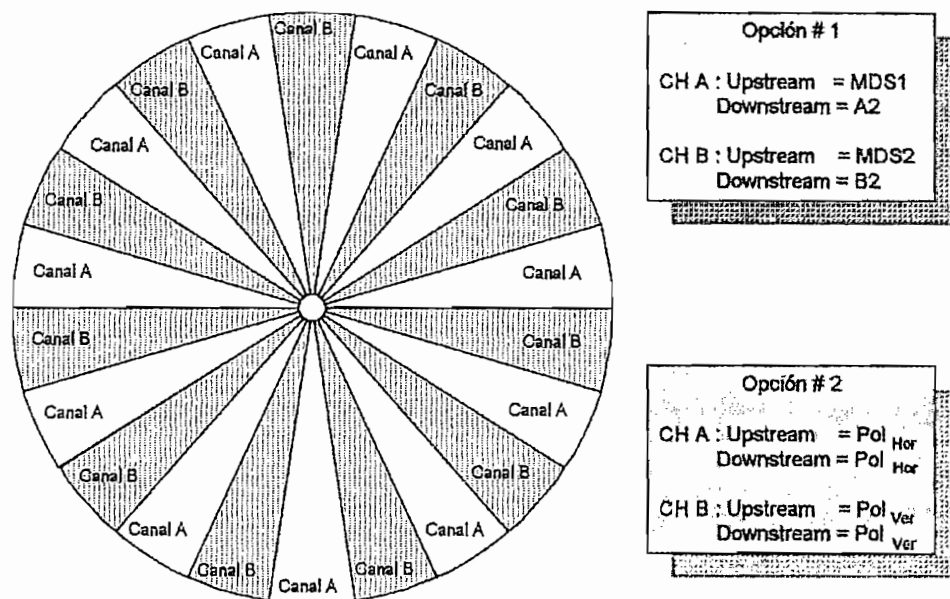 Canal B
Canal A
Canal A
Canal B
Canal B
Canal A
Canal A
Canal B
Canal B
Canal A
Canal A
Canal B
Canal B
Canal A
Canal A
Canal B
Canal B
Canal A
Canal A
Canal B
Canal B
Canal A
Opción # 1
CH A : Upstream = MDS1
Downstream = A2
CH B : Upstream = MDS2
Downstream = B2
Opción # 2
CH A : Upstream = Pol Hor
Downstream = Pol Hor
CH B : Upstream = Pol Ver
Downstream = Pol Ver